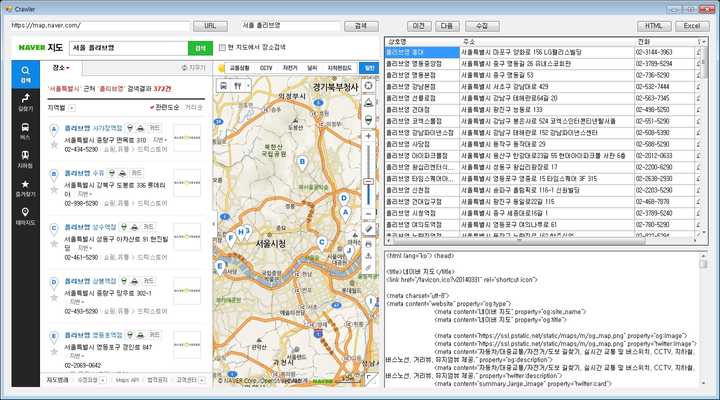 Crawler
https://map.naver.com/
URL
서울 올리브영
검색
이전
다음
수집
HTML
Excel
NAVER 지도
서울 올리브영
검색
현 지도에서 장소검색
검색
길찾기
버스
지하철
즐겨찾기
테마지도
장소
지우기
'서울특별시' 근처 '올리브영' 검색결과 372건
지역별
관련도순
거리순
A 올리브영 사가정역점 카드
서울특별시 중랑구 면목동 310 지번
02-434-5290 쇼핑,유통 > 드럭스토어
B 올리브영 수유 카드
서울특별시 강북구 도봉로 336 롯데리아
02-998-5290 쇼핑,유통 > 드럭스토어
C 올리브영 상수역점 카드
02-461-5290 쇼핑,유통 > 드럭스토어
D 올리브영 상봉역점 카드
서울특별시 중랑구 망우로 302-1
지번
02-493-5290 쇼핑,유통 > 드럭스토어
E 올리브영 영등포역점 카드
서울특별시 영등포구 경인로 847
지번
02-2069-0642
지도범례
수정요청
Maps API
법적공지
고객센터
교통상황
CCTV
자전거
날씨
지적편집도
일반
경기북부청사
의정부시
북한산
국립공원
서울시청
과천시
© NAVER Corp.
NAVER
상호명 주소 전화
올리브영 홍대 서울특별시 마포구 양화로 156 LG팰리스빌딩 02-3144-3953
올리브영 명동중앙점 서울특별시 중구 명동길 26 유네스코회관 02-3789-5290
올리브영 명동본점 서울특별시 중구 명동길 53 02-736-5290
올리브영 강남본점 서울특별시 서초구 강남대로 429 02-532-7444
올리브영 선릉로점 서울특별시 강남구 테헤란로64길 20 02-563-7345
올리브영 건대점 서울특별시 광진구 능동로 133 02-498-5250
올리브영 코엑스몰점 서울특별시 강남구 봉은사로 524 코엑스인터콘티넨탈서울 02-551-5290
올리브영 강남파이낸스점 서울특별시 강남구 테헤란로 152 강남파이낸스센터 02-508-5390
올리브영 사당점 서울특별시 동작구 동작대로 29 02-588-5290
올리브영 아이파크몰점 서울특별시 용산구 한강대로23길 55 현대아이파크몰 서관 6층 02-2012-0633
올리브영 왕십리민터식... 서울특별시 성동구 왕십리광장로 17 02-2200-5290
올리브영 타임스퀘어마... 서울특별시 영등포구 영중로 15 타임스퀘어 3F 315 02-2638-2930
올리브영 신천점 서울특별시 송파구 올림픽로 116-1 신원빌딩 02-2203-5290
올리브영 건대입구점 서울특별시 광진구 동일로22길 115 02-468-7878
올리브영 시청역점 서울특별시 중구 세종대로16길 1 02-3789-5240
올리브영 여의도역점 서울특별시 영등포구 여의나루로 61 02-780-5290
<html lang="ko"> <head>
<title>네이버 지도</title>
<link href="/favicon.ico?v20140331" rel="shortcut icon">
<meta charset="utf-8">
<meta content="website" property="og:type">
<meta content="네이버 지도" property="og:site_name">
<meta content="네이버 지도" property="og:title">
<meta content="https://ssl.pstatic.net/static/maps/m/og_map.png" property="og:image">
<meta content="https://ssl.pstatic.net/static/maps/m/og_map.png" property="twitter:image">
<meta content="자동차/대중교통/자전거/도보 길찾기, 실시간 교통 및 버스위치, CCTV, 지하철,
버스노선, 거리뷰, 뮤지엄뷰 제공." property="og:description">
<meta content="자동차/대중교통/자전거/도보 길찾기, 실시간 교통 및 버스위치, CCTV, 지하철,
버스노선, 거리뷰, 뮤지엄뷰 제공." property="twitter:description">
<meta content="summary_large_image" property="twitter:card">